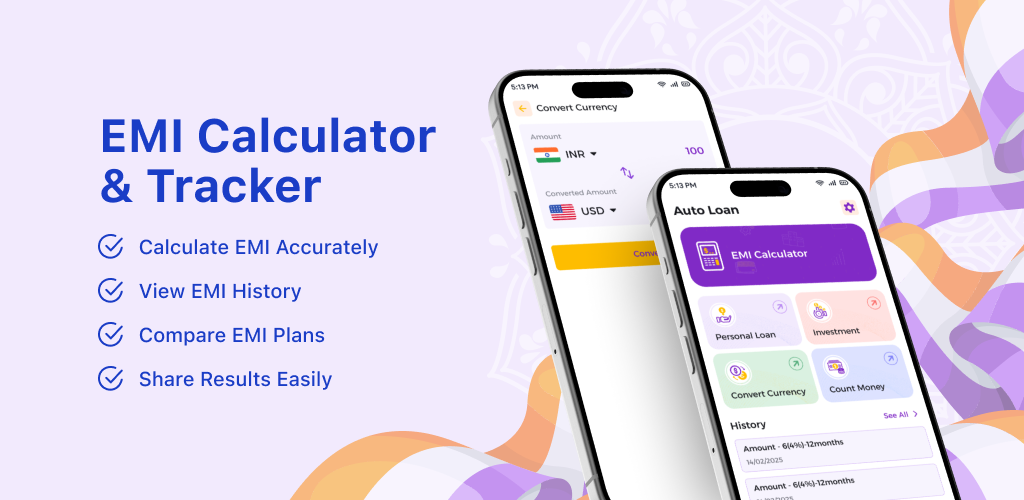 EMI Calculator
& Tracker
Calculate EMI Accurately
View EMI History
Compare EMI Plans
Share Results Easily
5:13 PM
Convert Currency
Amount
INR
100
Converted Amount
USD
5:13 PM
Auto Loan
EMI Calculator
Personal Loan
Investment
Convert Currency
Count Money
History
See All
Amount - 6(4%)-12months
14/02/2025
Amount - 6(4%)-12months